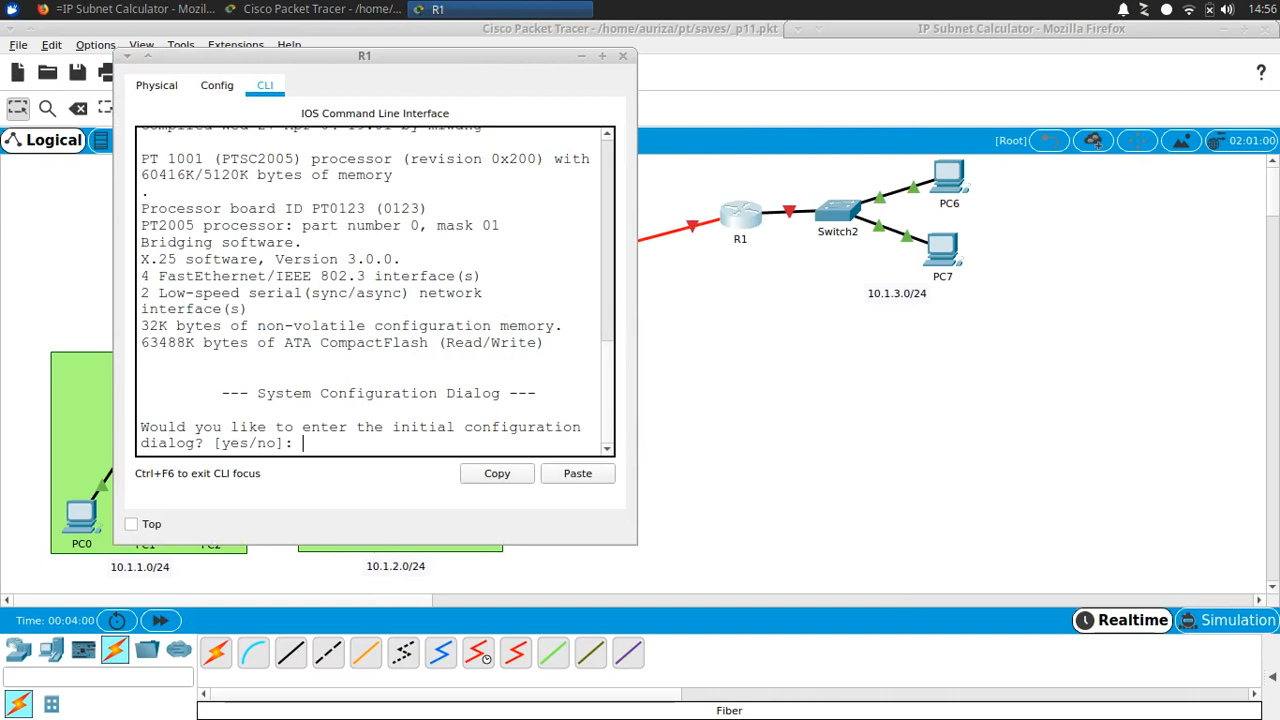 =IP Subnet Calculator - Mozil...
Cisco Packet Tracer - /home/...
R1
14:56
Cisco Packet Tracer - /home/auriza/pt/saves/_p11.pkt
IP Subnet Calculator - Mozilla Firefox
File Edit Options View Tools Extensions Help
R1
?
Physical Config CLI
IOS Command Line Interface
Logical
[Root]
02:01:00
PT 1001 (PTSC2005) processor (revision 0x200) with
60416K/5120K bytes of memory
.
Processor board ID PT0123 (0123)
PT2005 processor: part number 0, mask 01
Bridging software.
X.25 software, Version 3.0.0.
4 FastEthernet/IEEE 802.3 interface(s)
2 Low-speed serial(sync/async) network
interface(s)
32K bytes of non-volatile configuration memory.
63488K bytes of ATA CompactFlash (Read/Write)
--- System Configuration Dialog ---
Would you like to enter the initial configuration
dialog? [yes/no]:
Ctrl+F6 to exit CLI focus
Copy
Paste
Top
PC6
R1
Switch2
PC7
10.1.3.0/24
PC0
PC1
PC2
10.1.1.0/24
10.1.2.0/24
Time: 00:04:00
Realtime
Simulation
Fiber